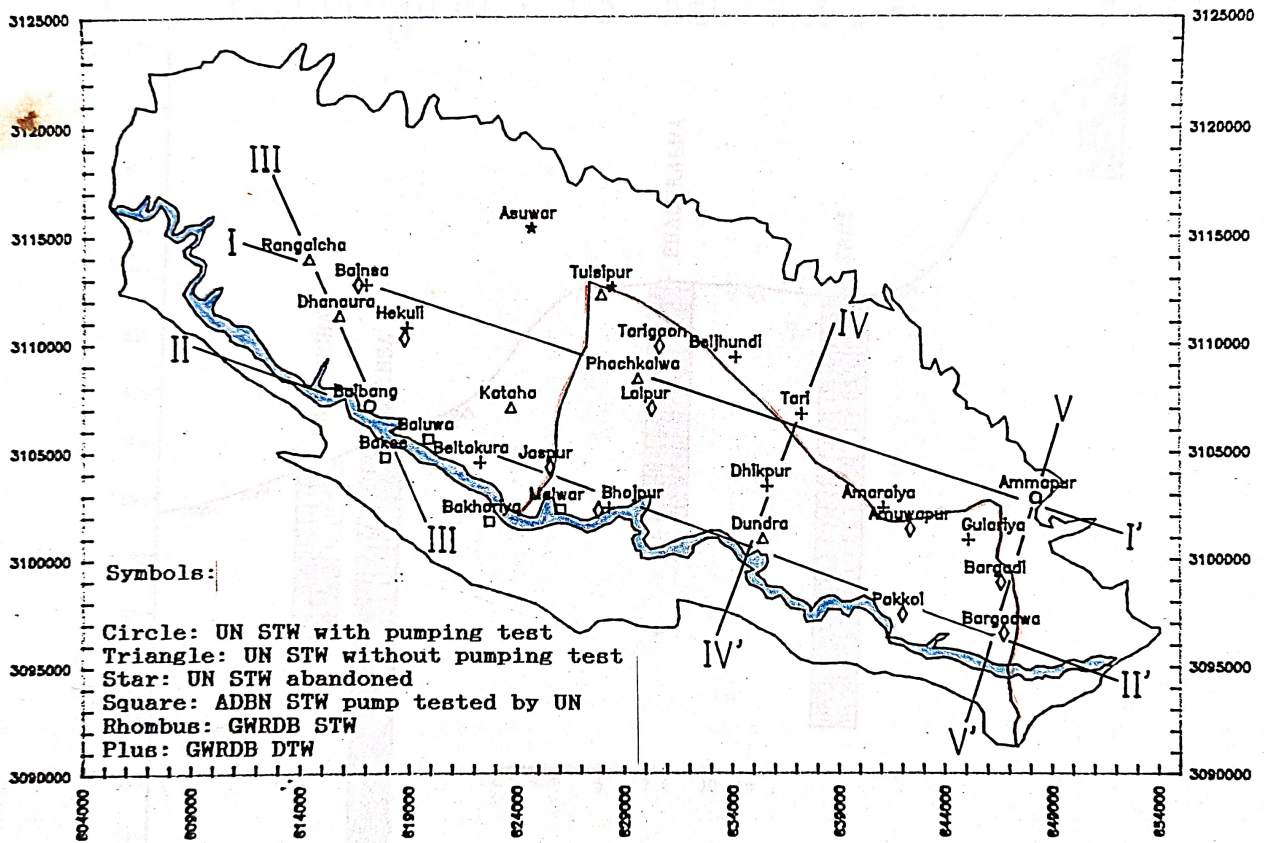 3125000
3125000
3120000
3120000
III
Asuwar
I
Rangalcha
3115000
3115000
Bainsa
Tulsipur
Dhanaura
Hekuli
IV
Tarigaon
Beljhundi
3110000
3110000
II
Phachkalwa
Kataha
Lalpur
Tari
V
Baibang
Baluwa
Bakea
Beltakura
Jaspur
3105000
3105000
Dhikpur
Ammapur
Bakhariya
Malwar
Bhojpur
Amaraiya
Amuwapur
III
Dundra
Gulariya
I'
3100000
3100000
Symbols:
Bargadi
Pakkoi
Circle: UN STW with pumping test
Bargadwa
Triangle: UN STW without pumping test
IV'
3095000
3095000
Star: UN STW abandoned
II'
Square: ADBN STW pump tested by UN
Rhombus: GWRDB STW
V'
Plus: GWRDB DTW
3090000
3090000
604000
609000
614000
619000
624000
629000
634000
639000
644000
649000
654000